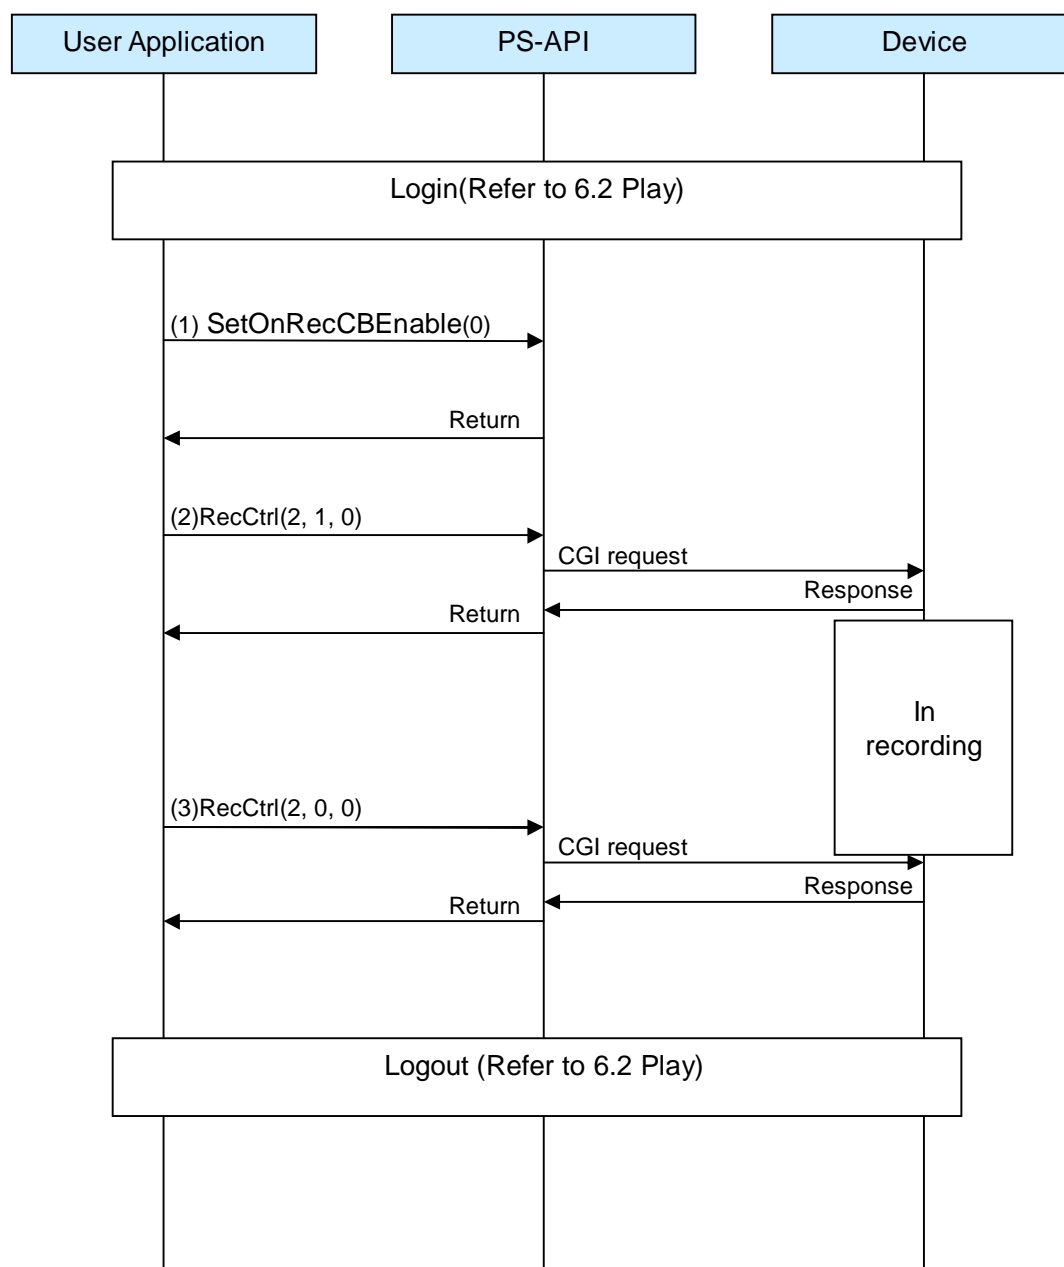 User Application
PS-API
Device
Login(Refer to 6.2 Play)
(1) SetOnRecCBEnable(0)
Return
(2)RecCtrl(2, 1, 0)
CGI request
Response
Return
In
recording
(3)RecCtrl(2, 0, 0)
CGI request
Response
Return
Logout (Refer to 6.2 Play)